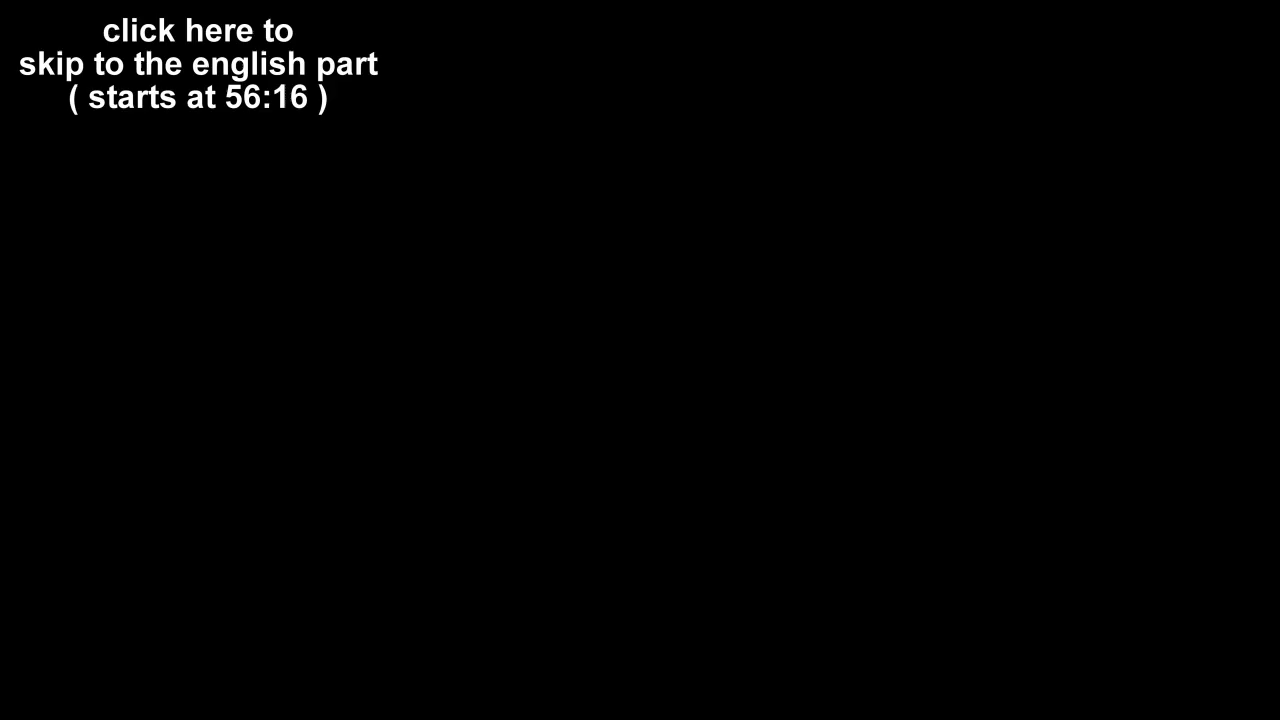 click here to
skip to the english part
( starts at 56:16 )